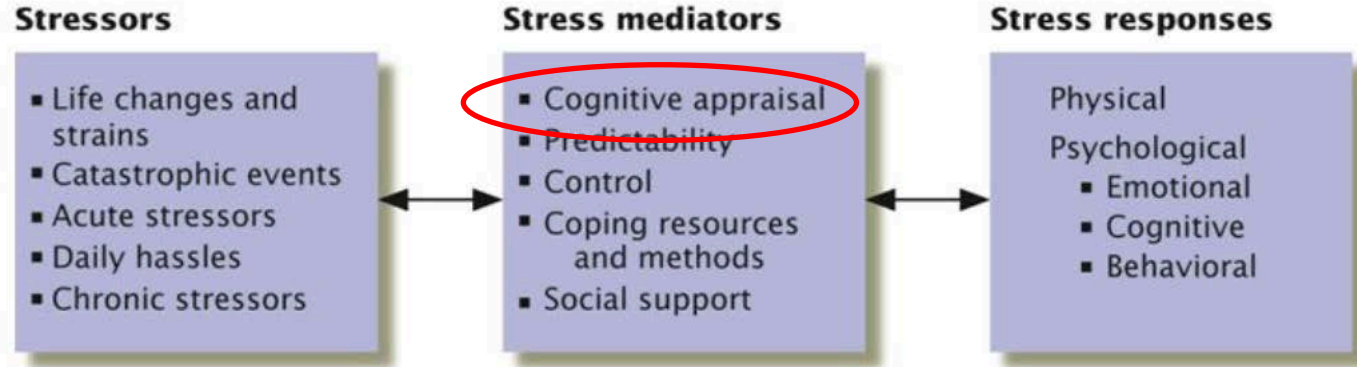 Stressors
▪ Life changes and
strains
▪ Catastrophic events
▪ Acute stressors
▪ Daily hassles
▪ Chronic stressors
Stress mediators
▪ Cognitive appraisal
▪ Predictability
▪ Control
▪ Coping resources
and methods
▪ Social support
Stress responses
Physical
Psychological
▪ Emotional
▪ Cognitive
▪ Behavioral